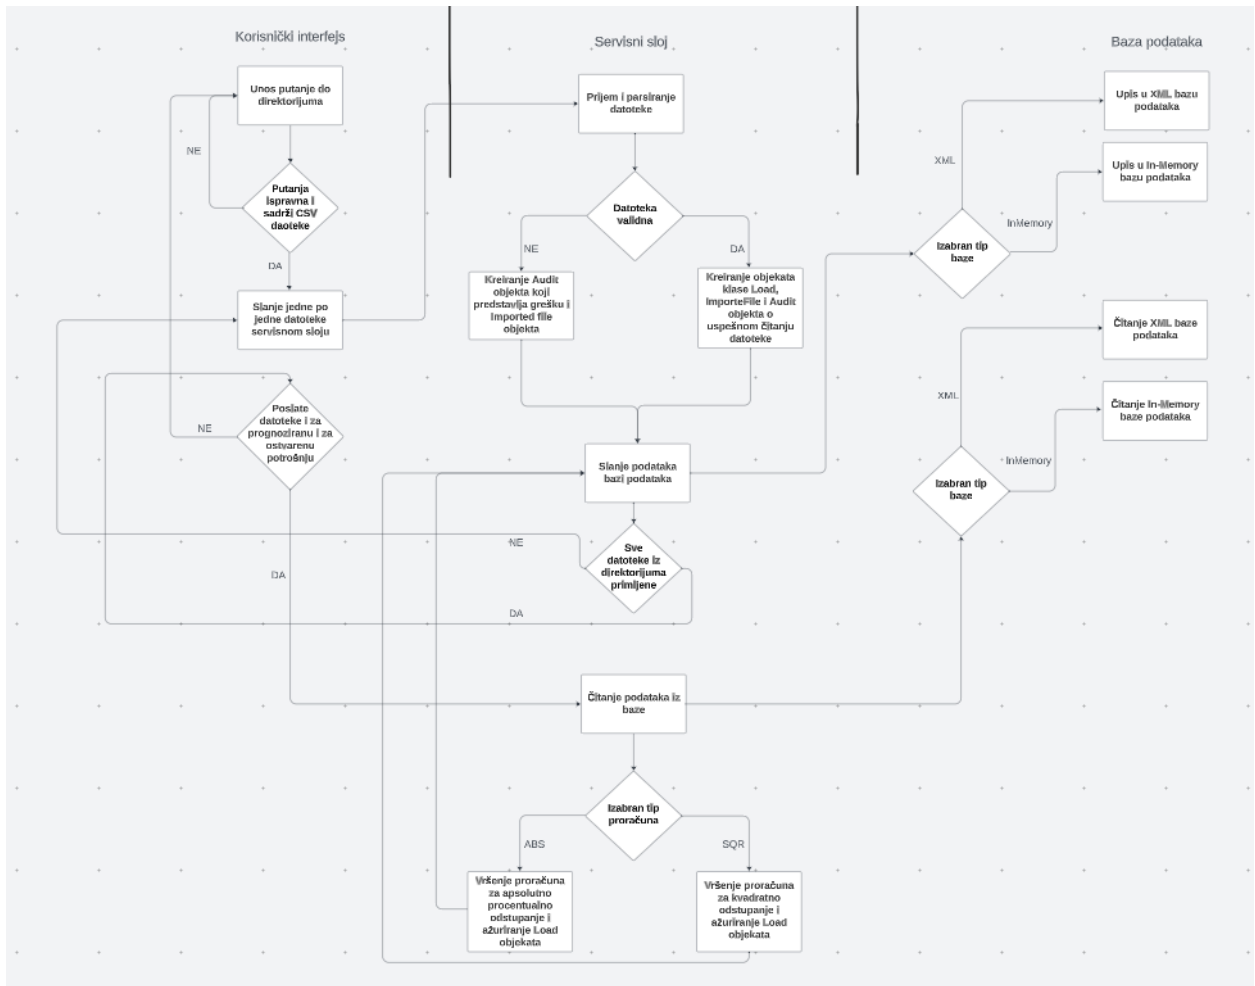 Korisnički interfejs
Servisni sloj
Baza podataka
Unos putanje do
direktorijuma
NE
Putanja
ispravna i
sadrži CSV
daoteke
DA
Slanje jedne po
jedne datoteke
servisnom sloju
Poslate
datoteke i za
prognoziranu i za
ostvarenu
potrošnju
NE
DA
Prijem i parsiranje
datoteke
Datoteka
validna
NE
DA
Kreiranje Audit
objekta koji
predstavlja grešku i
Imported file
objekta
Kreiranje objekata
klase Load,
ImporteFile i Audit
objekta o
uspešnom čitanju
datoteke
Slanje podataka
bazi podataka
Sve
datoteke iz
direktorijuma
primljene
NE
DA
Čitanje podataka iz
baze
Izabran tip
proračuna
ABS
SQR
Vršenje proračuna
za apsolutno
procentualno
odstupanje i
ažuriranje Load
objekata
Vršenje proračuna
za kvadratno
odstupanje i
ažuriranje Load
objekata
Upis u XML bazu
podataka
Upis u In-Memory
bazu podataka
XML
InMemory
Izabran tip
baze
Čitanje XML baze
podataka
Čitanje In-Memory
baze podataka
XML
InMemory
Izabran tip
baze